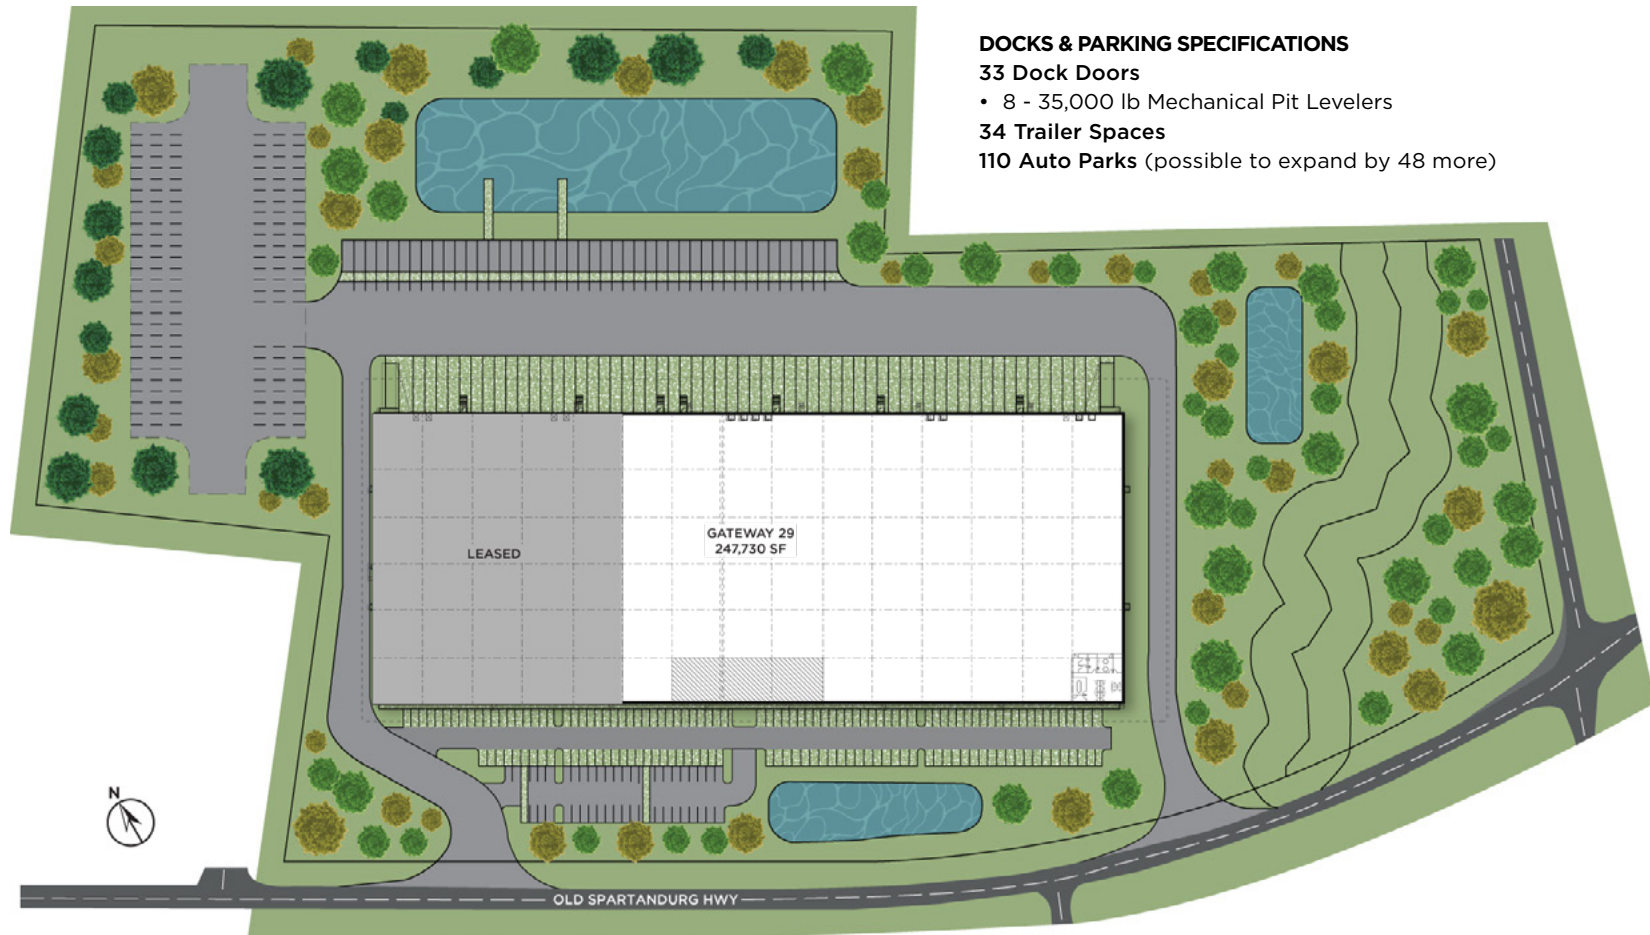 DOCKS & PARKING SPECIFICATIONS
33 Dock Doors
• 8 - 35,000 lb Mechanical Pit Levelers
34 Trailer Spaces
110 Auto Parks (possible to expand by 48 more)
GATEWAY 29
247,730 SF
LEASED
N
OLD SPARTANDURG HWY